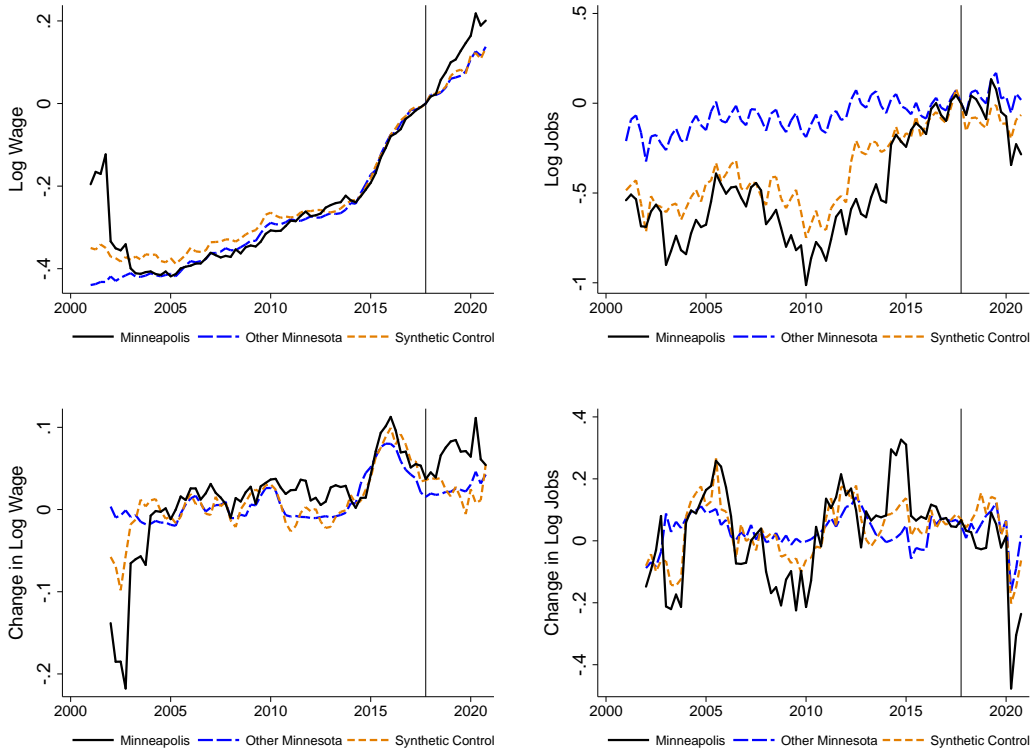 Log Wage
.2
0
-.2
-.4
2000 2005 2010 2015 2020
Minneapolis Other Minnesota Synthetic Control
Log Jobs
.5
0
-.5
-1
2000 2005 2010 2015 2020
Minneapolis Other Minnesota Synthetic Control
Change in Log Wage
.1
0
-.1
-.2
2000 2005 2010 2015 2020
Minneapolis Other Minnesota Synthetic Control
Change in Log Jobs
.4
.2
0
-.2
-.4
2000 2005 2010 2015 2020
Minneapolis Other Minnesota Synthetic Control